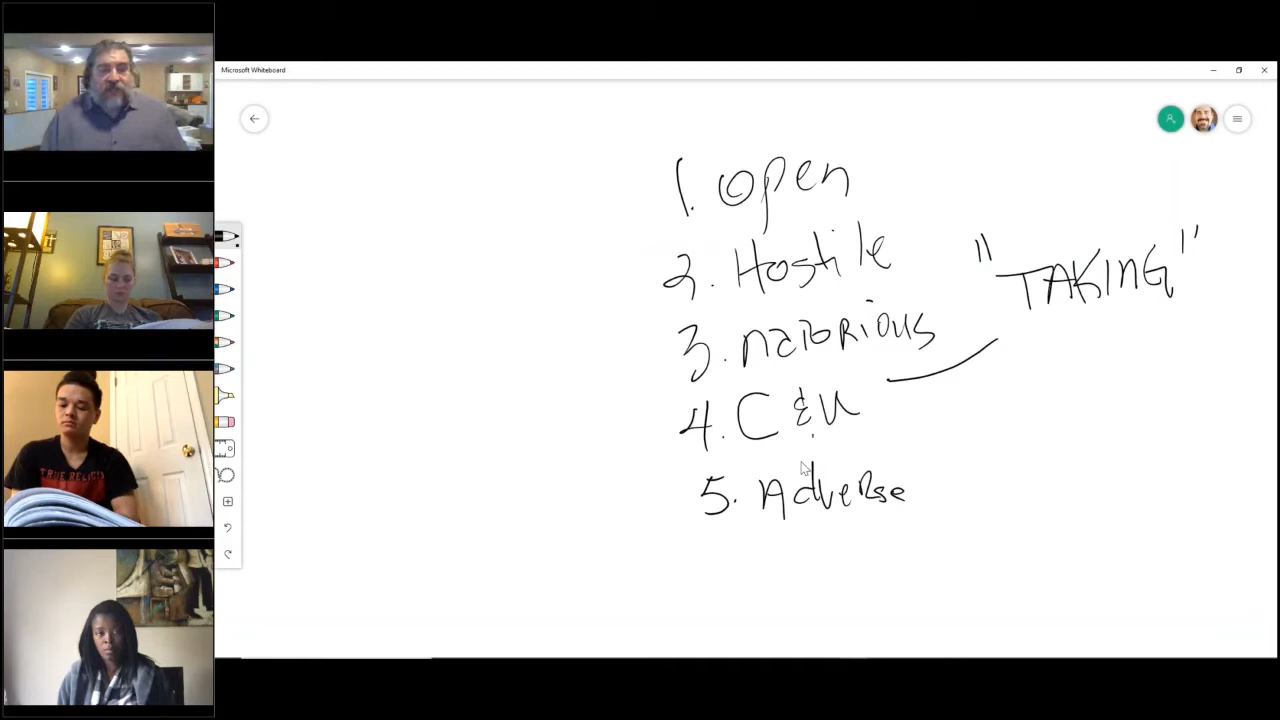 Microsoft Whiteboard
1. open
2. Hostile
"TAKING"
3. NOTORIOUS
4. C & U
5. Adverse
TRUE RELIGION